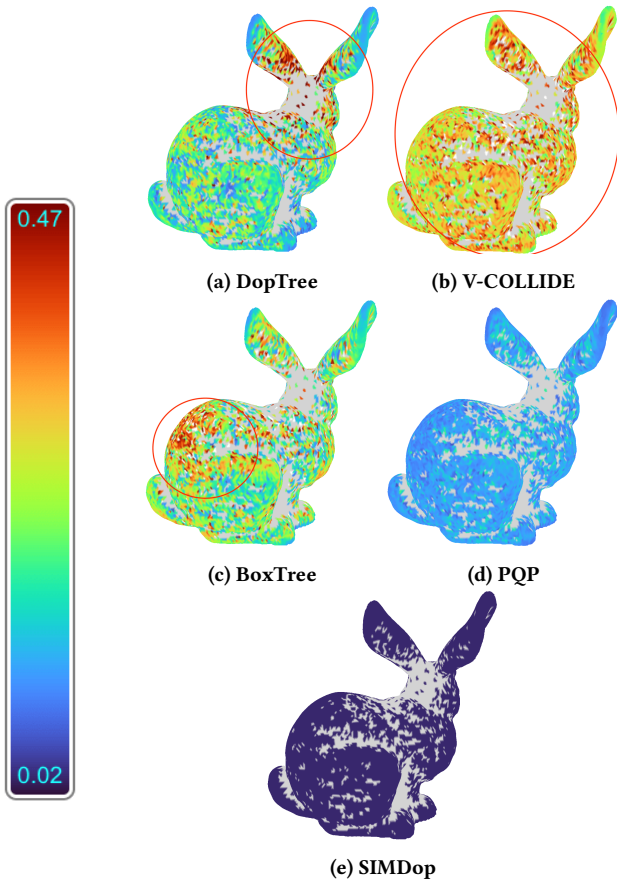 (a) DopTree
(b) V-COLLIDE
0.47
(c) BoxTree
(d) PQP
0.02
(e) SIMDop